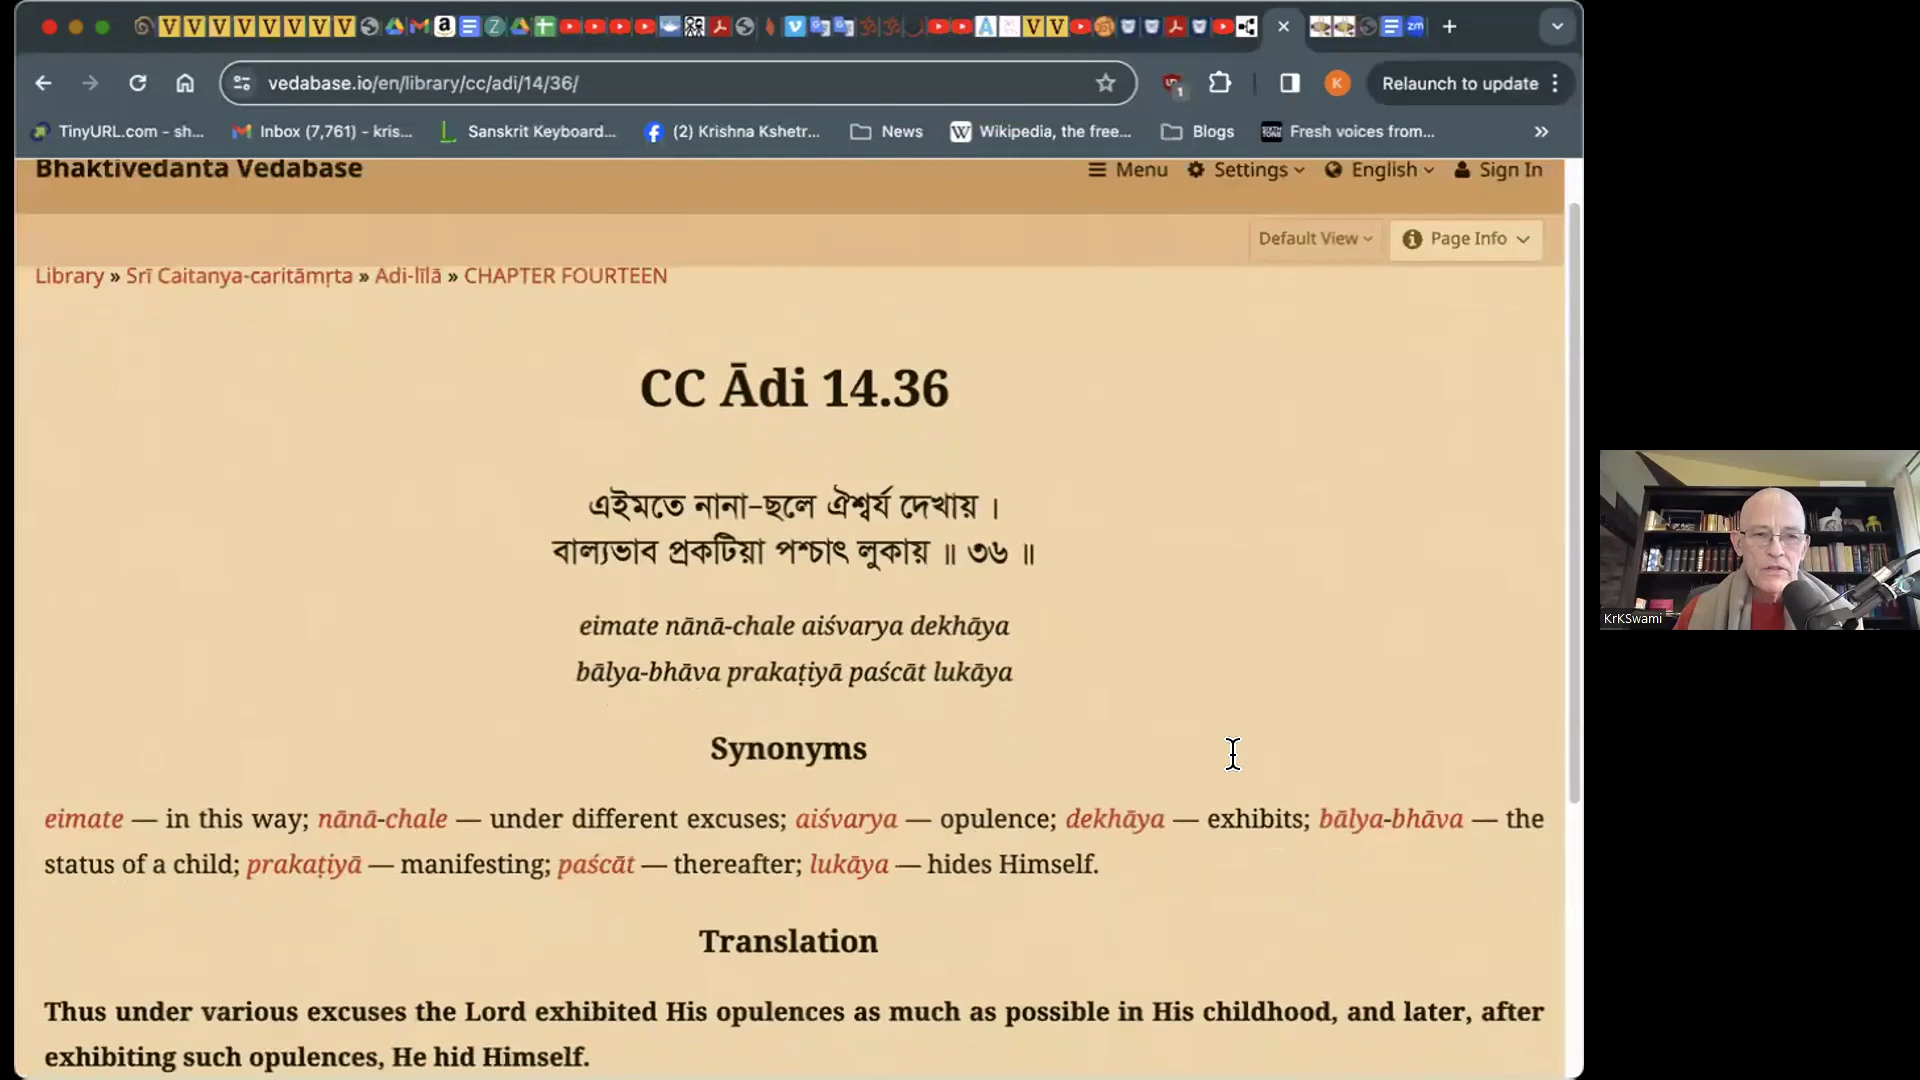 vedabase.io/en/library/cc/adi/14/36/
Relaunch to update
TinyURL.com - sh...
Inbox (7,761) - kris...
Sanskrit Keyboard...
(2) Krishna Kshetr...
News
Wikipedia, the free...
Blogs
Fresh voices from...
»
Bhaktivedanta Vedabase
Menu
Settings
English
Sign In
Default View
Page Info
Library » Srī Caitanya-caritāmṛta » Adi-līlā » CHAPTER FOURTEEN
CC Ādi 14.36
এইমতে নানা-ছলে ঐশ্বর্য দেখায় ।
বাল্যভাব প্রকটিয়া পশ্চাৎ লুকায় ॥ ৩৬ ॥
eimate nānā-chale aiśvarya dekhāya
bālya-bhāva prakaṭiyā paścāt lukāya
Synonyms
eimate — in this way; nānā-chale — under different excuses; aiśvarya — opulence; dekhāya — exhibits; bālya-bhāva — the
status of a child; prakaṭiyā — manifesting; paścāt — thereafter; lukāya — hides Himself.
Translation
Thus under various excuses the Lord exhibited His opulences as much as possible in His childhood, and later, after
exhibiting such opulences, He hid Himself.
KrKSwami